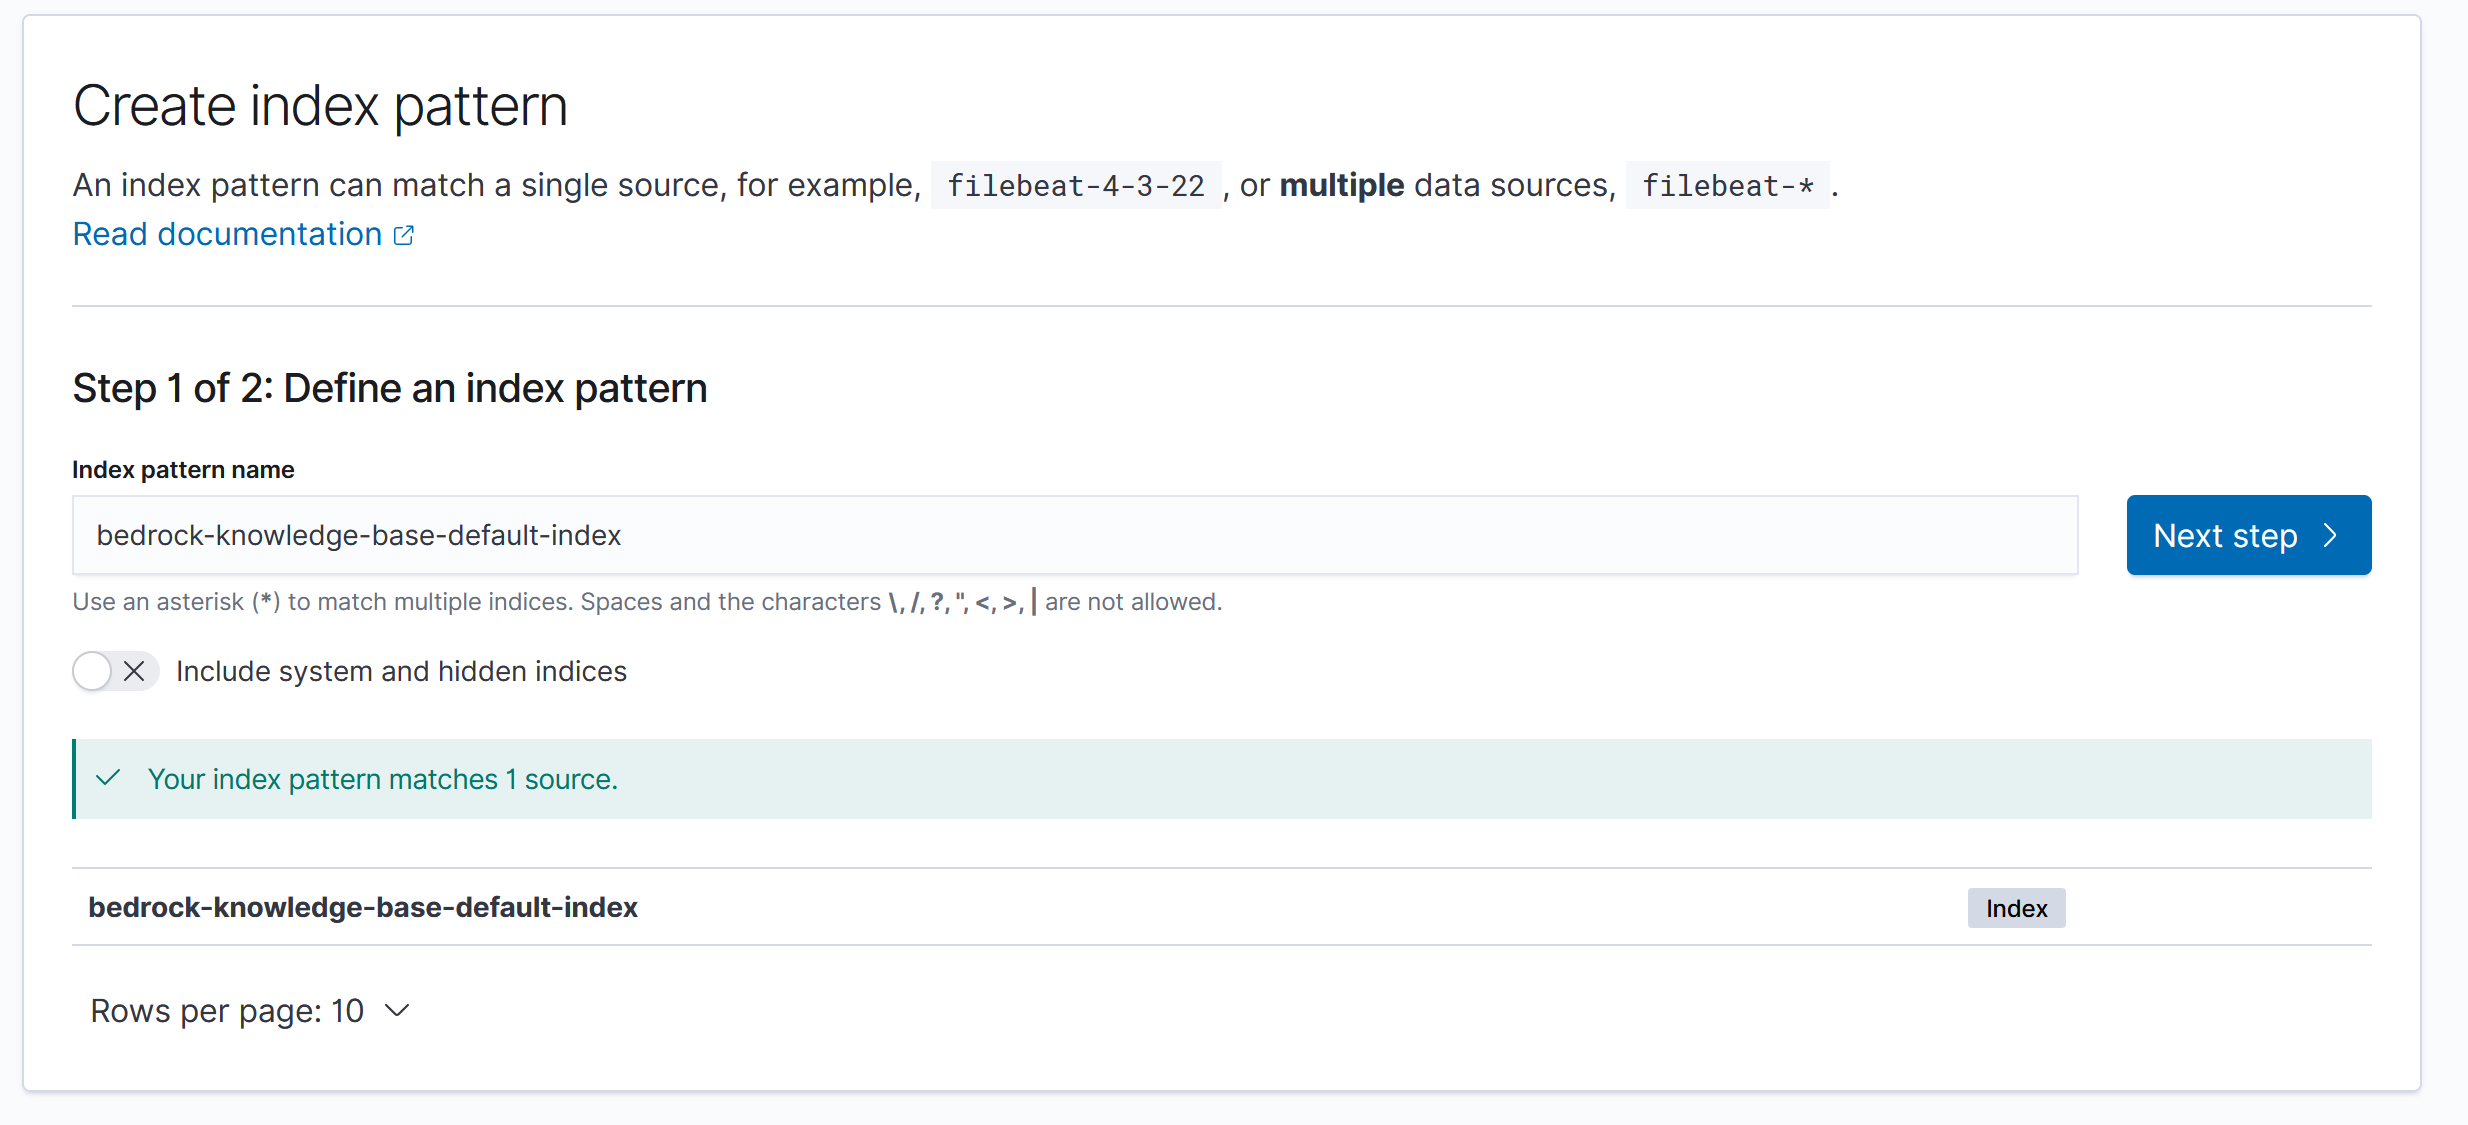 Create index pattern
An index pattern can match a single source, for example, filebeat-4-3-22 , or multiple data sources, filebeat-* .
Read documentation
Step 1 of 2: Define an index pattern
Index pattern name
bedrock-knowledge-base-default-index
Next step
Use an asterisk (*) to match multiple indices. Spaces and the characters \, /, ?, ", <, >, | are not allowed.
Include system and hidden indices
Your index pattern matches 1 source.
bedrock-knowledge-base-default-index Index
Rows per page: 10